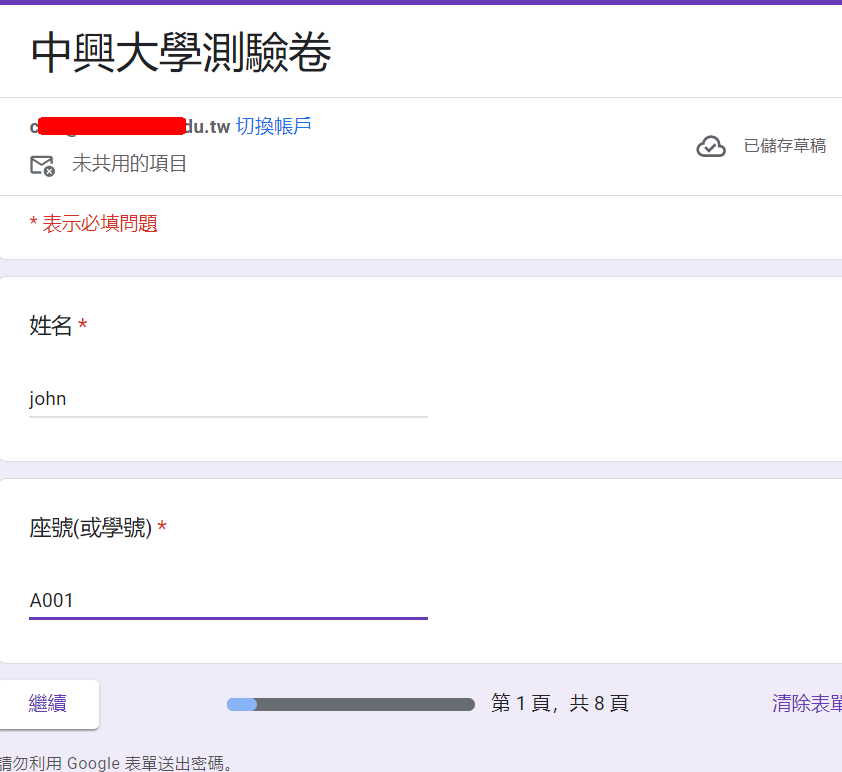 中興大學測驗卷
du.tw 切換帳戶
未共用的項目
已儲存草稿
* 表示必填問題
姓名 *
john
座號(或學號) *
A001
繼續
第 1 頁，共 8 頁
清除表單
請勿利用 Google 表單送出密碼。